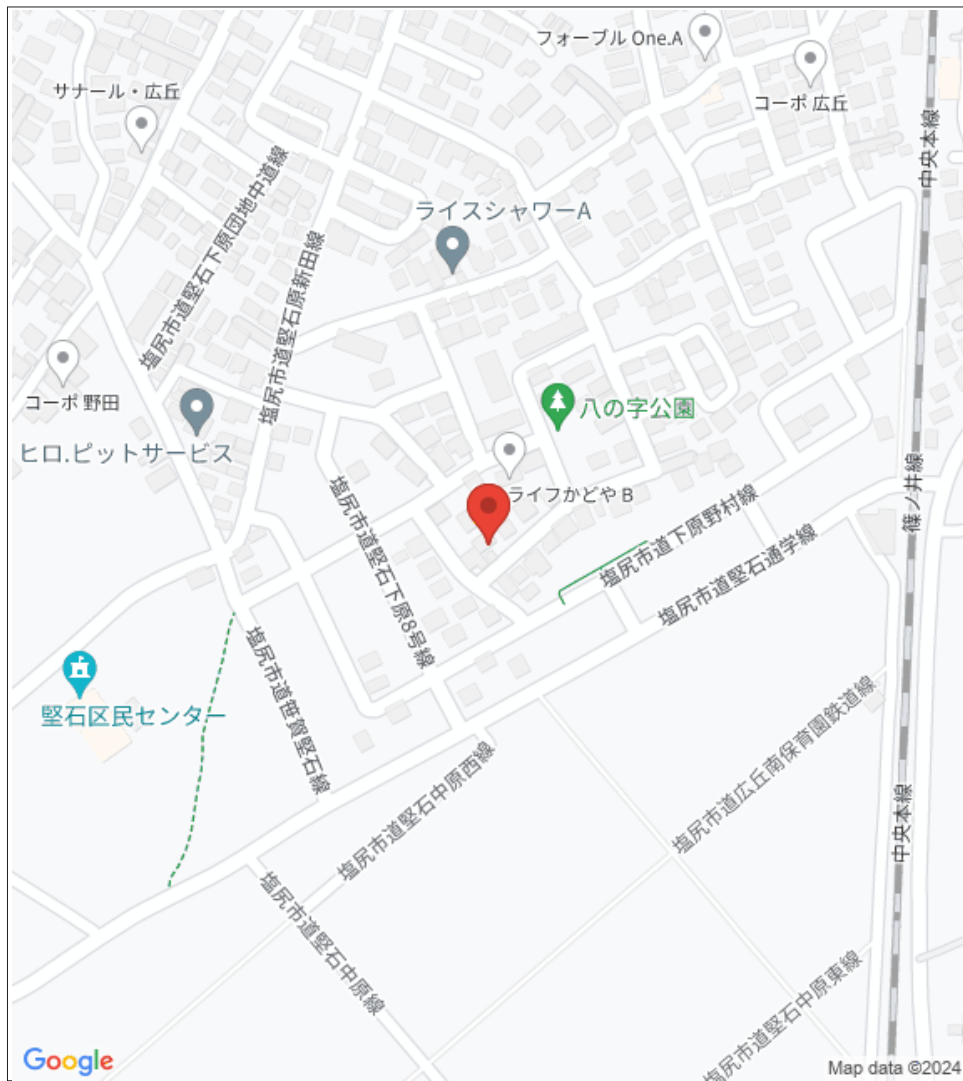 フォーブル One.A
サナール・広丘
コーポ 広丘
中央本線
塩尻市道堅石下原団地中道線
ライスシャワーA
塩尻市道堅石原新田線
コーポ 野田
八の字公園
ヒロ.ピットサービス
ライフかどや B
篠ノ井線
塩尻市道下原野村線
塩尻市道堅石通学線
塩尻市道堅石下原8号線
塩尻市道笹賀堅石線
堅石区民センター
塩尻市道広丘南保育園鉄道線
塩尻市道堅石中原西線
中央本線
塩尻市道堅石中原線
塩尻市道堅石中原東線
Google
Map data ©2024